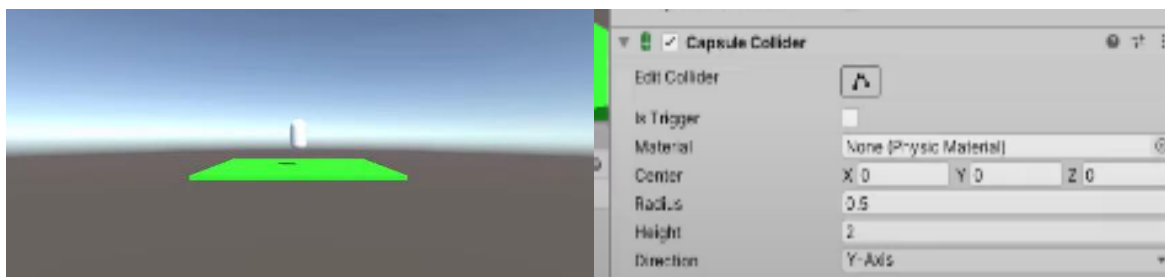 Capsule Collider
Edit Collider
Is Trigger
Material None (Physic Material)
Center X 0 Y 0 Z 0
Radius 0.5
Height 2
Direction Y-Axis